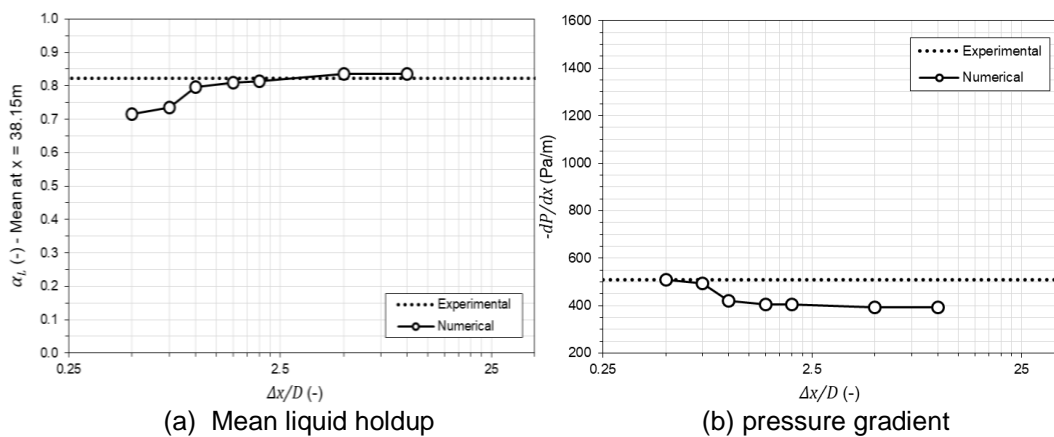 1.0
0.9
0.8
0.7
0.6
0.5
0.4
0.3
0.2
0.1
0.0
α_L (-) - Mean at x = 38.15m
Experimental
Numerical
0.25
2.5
25
Δx/D (-)
(a) Mean liquid holdup
1600
1400
1200
1000
800
600
400
200
-dP/dx (Pa/m)
Experimental
Numerical
0.25
2.5
25
Δx/D (-)
(b) pressure gradient